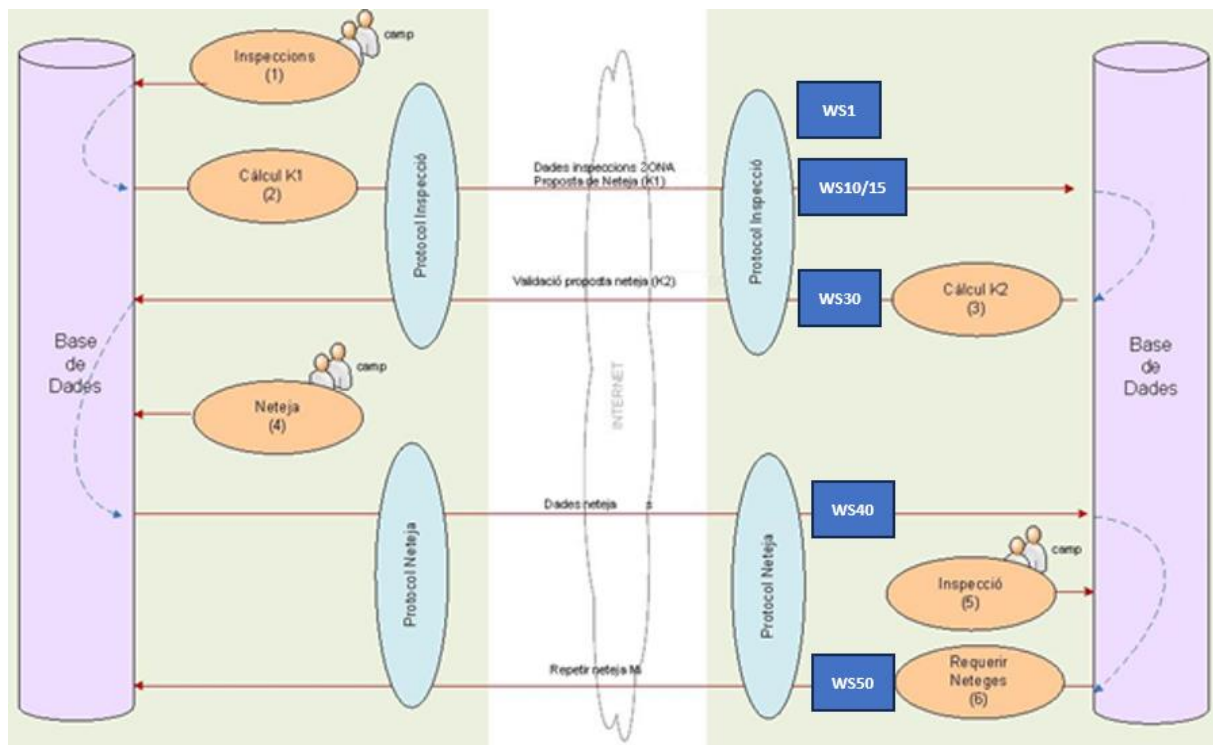 camp
Inspeccions
(1)
WS1
Protocol Inspecció
Protocol Inspecció
Càlcul K1
(2)
Dades inspeccions ZONA
Proposta de Neteja (K1)
WS10/15
Validació proposta neteja (K2)
WS30
Càlcul K2
(3)
Base
de
Dades
Base
de
Dades
camp
Neteja
(4)
INTERNET
Dades neteja s
WS40
Protocol Neteja
Protocol Neteja
camp
Inspecció
(5)
Repetir neteja
WS50
Requerir
Neteges
(6)